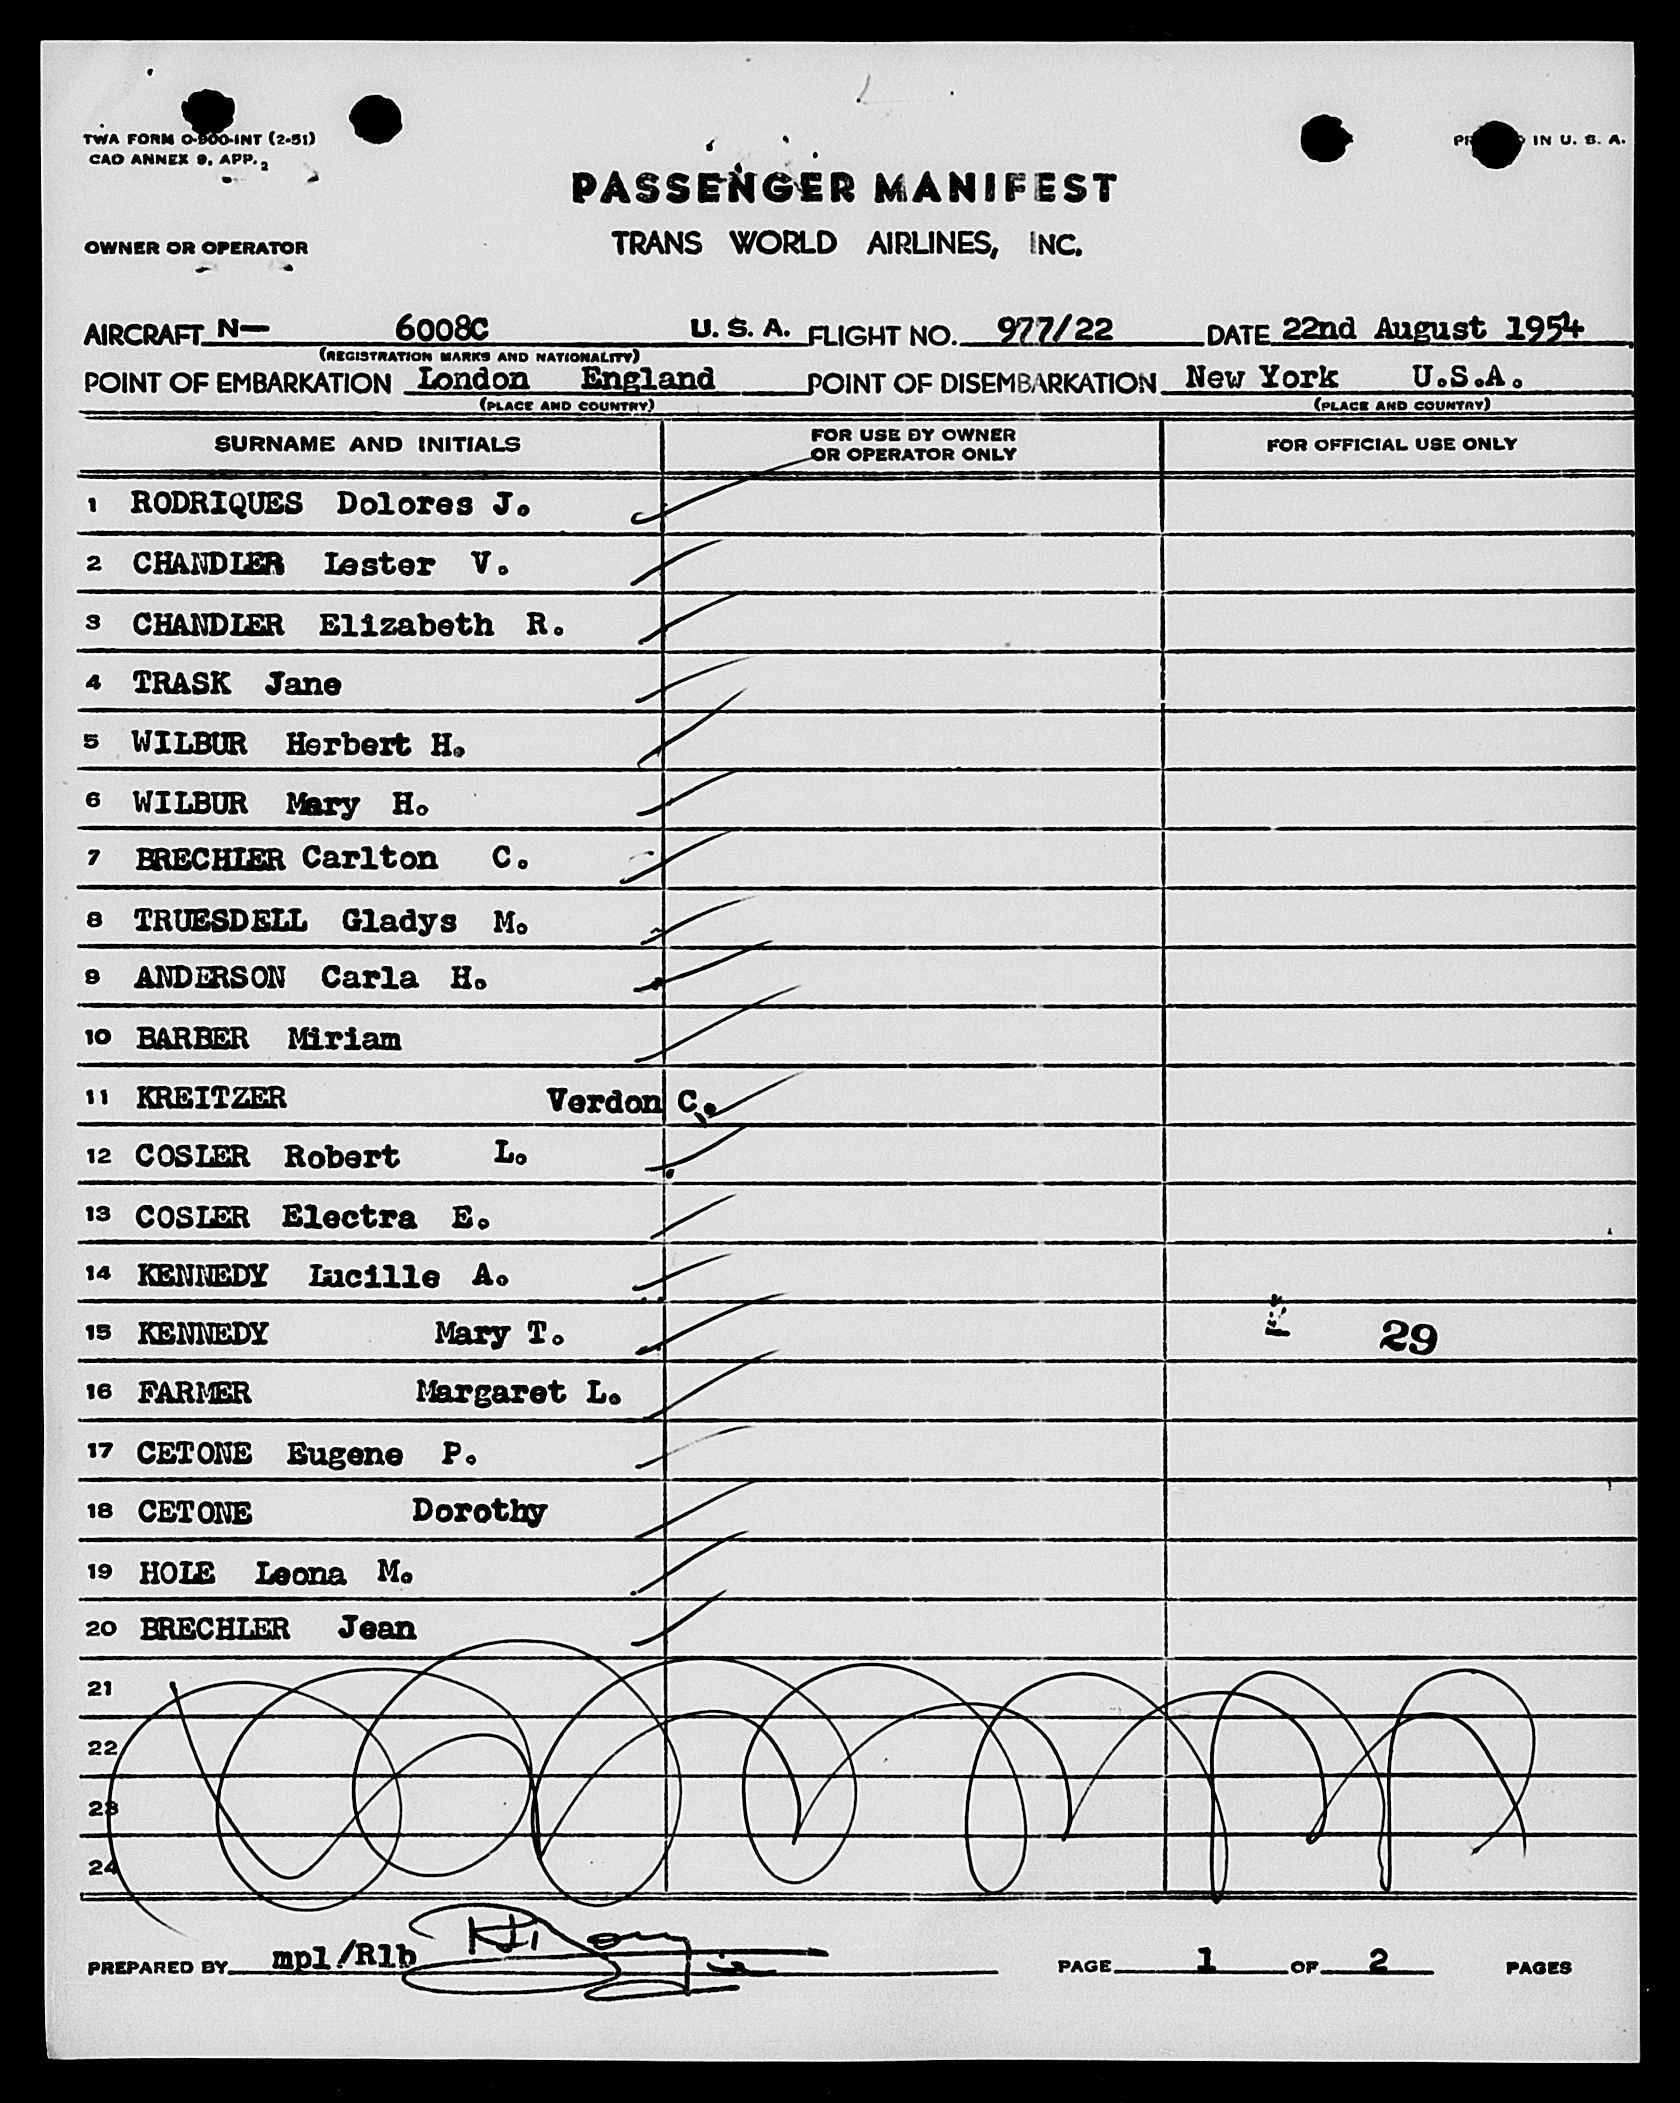 TWA FORM O-900-INT (2-51)
CAO ANNEX 9, APP. 2
IN U. S. A.
PASSENGER MANIFEST
TRANS WORLD AIRLINES, INC.
OWNER OR OPERATOR
AIRCRAFT N— 6008C U. S. A. FLIGHT NO. 977/22 DATE 22nd August 1954
(REGISTRATION MARKS AND NATIONALITY)
POINT OF EMBARKATION London England POINT OF DISEMBARKATION New York U.S.A.
(PLACE AND COUNTRY) (PLACE AND COUNTRY)
SURNAME AND INITIALS FOR USE BY OWNER OR OPERATOR ONLY FOR OFFICIAL USE ONLY
1 RODRIQUES Dolores J.
2 CHANDLER Lester V.
3 CHANDLER Elizabeth R.
4 TRASK Jane
5 WILBUR Herbert H.
6 WILBUR Mary H.
7 BRECHLER Carlton C.
8 TRUESDELL Gladys M.
9 ANDERSON Carla H.
10 BARBER Miriam
11 KREITZER Verdon C.
12 COSLER Robert L.
13 COSLER Electra E.
14 KENNEDY Lucille A.
15 KENNEDY Mary T. 29
16 FARMER Margaret L.
17 CETONE Eugene P.
18 CETONE Dorothy
19 HOLE Leona M.
20 BRECHLER Jean
21
22
23
24
PREPARED BY mpl/Rlb PAGE 1 OF 2 PAGES